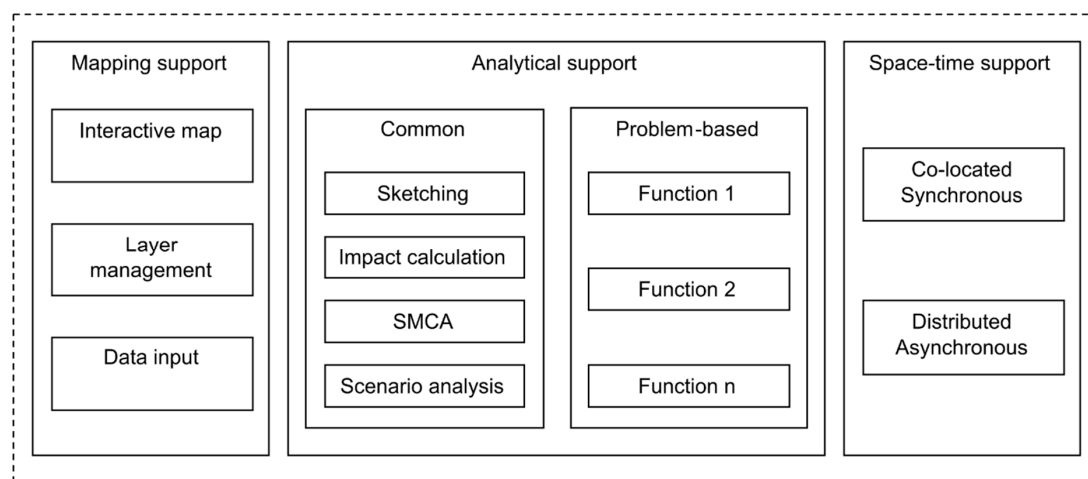 Mapping support
Interactive map
Layer
management
Data input
Analytical support
Common
Sketching
Impact calculation
SMCA
Scenario analysis
Problem-based
Function 1
Function 2
Function n
Space-time support
Co-located
Synchronous
Distributed
Asynchronous